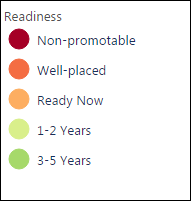 Readiness
Non-promotable
Well-placed
Ready Now
1-2 Years
3-5 Years